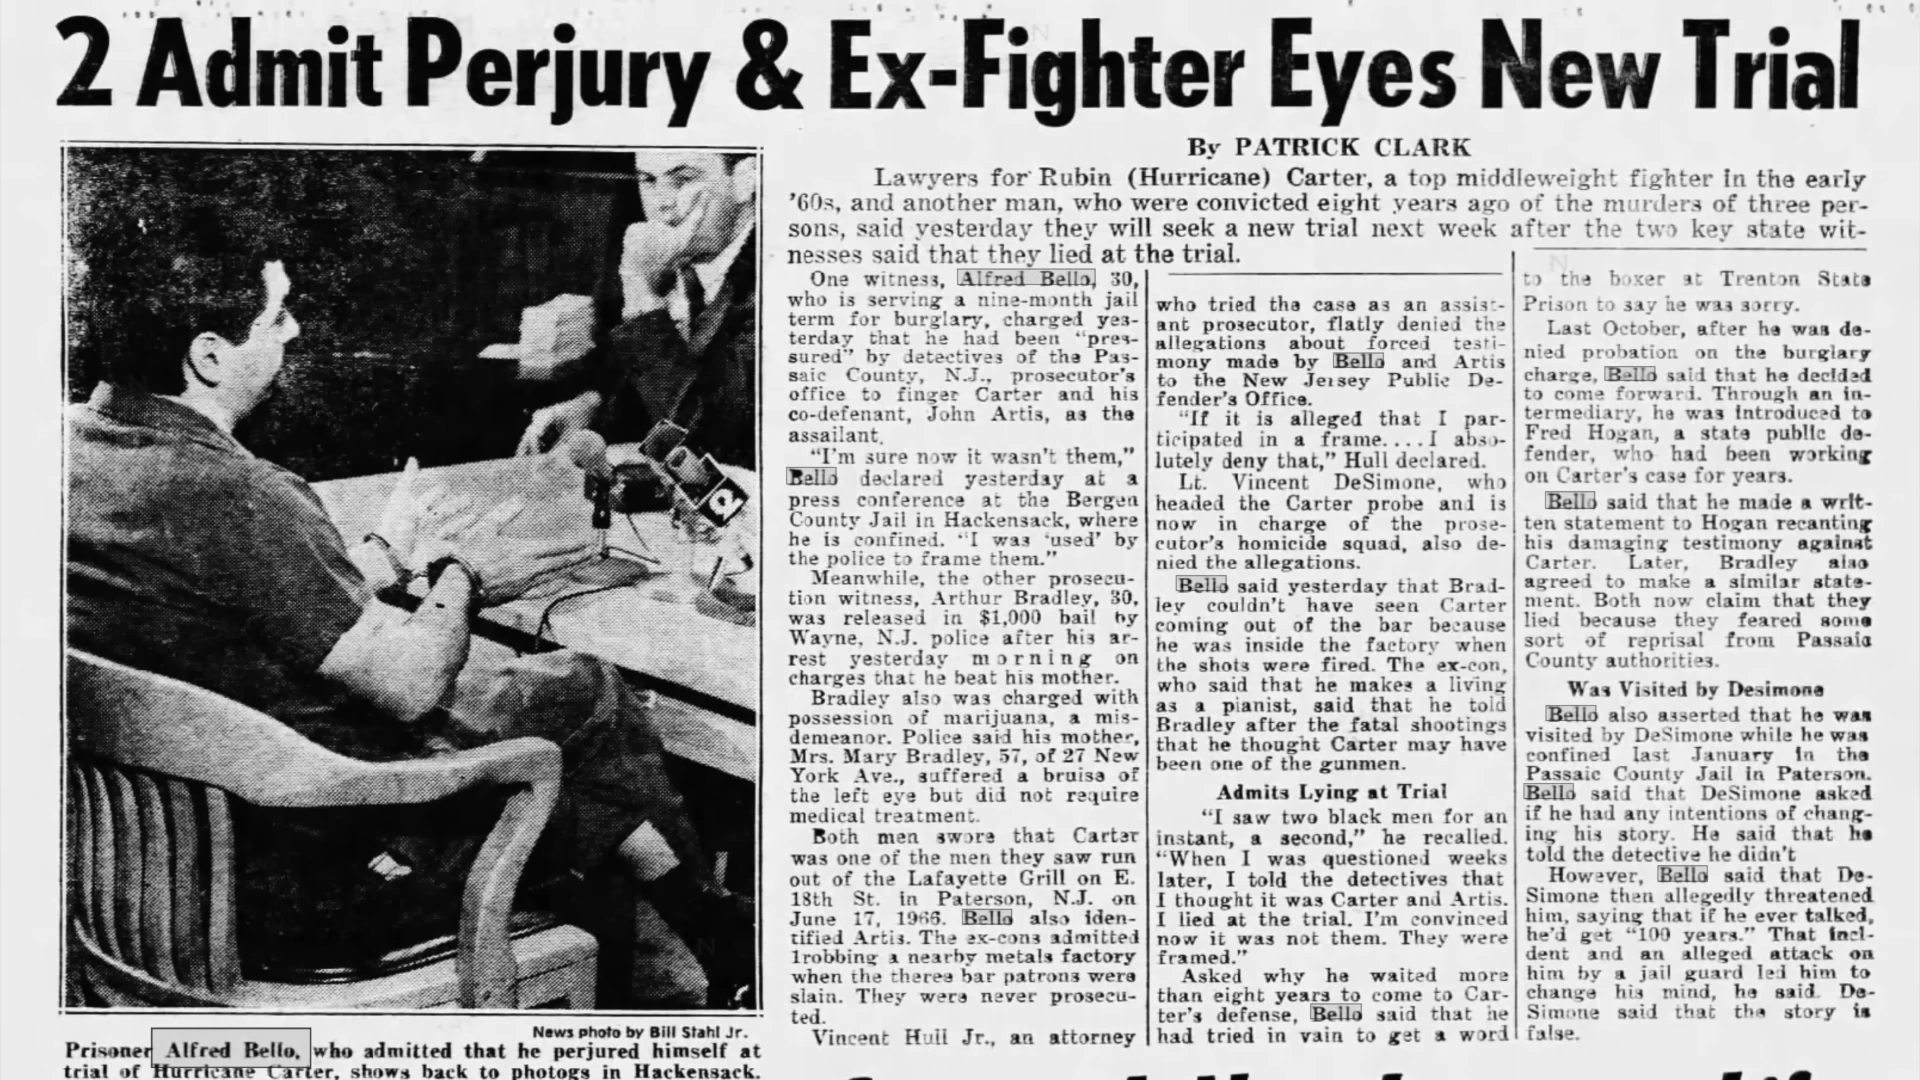 2 Admit Perjury & Ex-Fighter Eyes New Trial
By PATRICK CLARK
Lawyers for Rubin (Hurricane) Carter, a top middleweight fighter in the early
'60s, and another man, who were convicted eight years ago of the murders of three per-
sons, said yesterday they will seek a new trial next week after the two key state wit-
nesses said that they lied at the trial.
One witness, Alfred Bello, 30,
who is serving a nine-month jail
term for burglary, charged yes-
terday that he had been "pres-
sured" by detectives of the Pas-
saic County, N.J., prosecutor's
office to finger Carter and his
co-defenant, John Artis, as the
assailant.
"I'm sure now it wasn't them,"
Bello declared yesterday at a
press conference at the Bergen
County Jail in Hackensack, where
he is confined. "I was 'used' by
the police to frame them."
Meanwhile, the other prosecu-
tion witness, Arthur Bradley, 30,
was released in $1,000 bail by
Wayne, N.J. police after his ar-
rest yesterday morning on
charges that he beat his mother.
Bradley also was charged with
possession of marijuana, a mis-
demeanor. Police said his mother,
Mrs. Mary Bradley, 57, of 27 New
York Ave., suffered a bruise of
the left eye but did not require
medical treatment.
Both men swore that Carter
was one of the men they saw run
out of the Lafayette Grill on E.
18th St. in Paterson, N.J. on
June 17, 1966. Bello also iden-
tified Artis. The ex-cons admitted
1robbing a nearby metals factory
when the theres bar patrons were
slain. They were never prosecu-
ted.
Vincent Hull Jr., an attorney
who tried the case as an assist-
ant prosecutor, flatly denied the
allegations about forced testi-
mony made by Bello and Artis
to the New Jersey Public De-
fender's Office.
"If it is alleged that I par-
ticipated in a frame....I abso-
lutely deny that," Hull declared.
Lt. Vincent DeSimone, who
headed the Carter probe and is
now in charge of the prose-
cutor's homicide squad, also de-
nied the allegations.
Bello said yesterday that Brad-
ley couldn't have seen Carter
coming out of the bar because
he was inside the factory when
the shots were fired. The ex-con,
who said that he makes a living
as a pianist, said that he told
Bradley after the fatal shootings
that he thought Carter may have
been one of the gunmen.
Admits Lying at Trial
"I saw two black men for an
instant, a second," he recalled.
"When I was questioned weeks
later, I told the detectives that
I thought it was Carter and Artis.
I lied at the trial. I'm convinced
now it was not them. They were
framed."
Asked why he waited more
than eight years to come to Car-
ter's defense, Bello said that he
had tried in vain to get a word
to the boxer at Trenton State
Prison to say he was sorry.
Last October, after he was de-
nied probation on the burglary
charge, Bello said that he decided
to come forward. Through an in-
termediary, he was introduced to
Fred Hogan, a state public de-
fender, who had been working
on Carter's case for years.
Bello said that he made a writ-
ten statement to Hogan recanting
his damaging testimony against
Carter. Later, Bradley also
agreed to make a similar state-
ment. Both now claim that they
lied because they feared some
sort of reprisal from Passaic
County authorities.
Was Visited by Desimone
Bello also asserted that he was
visited by DeSimone while he was
confined last January in the
Passaic County Jail in Paterson.
Bello said that DeSimone asked
if he had any intentions of chang-
ing his story. He said that he
told the detective he didn't
However, Bello said that De-
Simone then allegedly threatened
him, saying that if he ever talked,
he'd get "100 years." That inci-
dent and an alleged attack on
him by a jail guard led him to
change his mind, he said. De-
Simone said that the story is
false.
News photo by Bill Stahl Jr.
Prisoner Alfred Bello, who admitted that he perjured himself at
trial of Hurricane Carter, shows back to photogs in Hackensack.